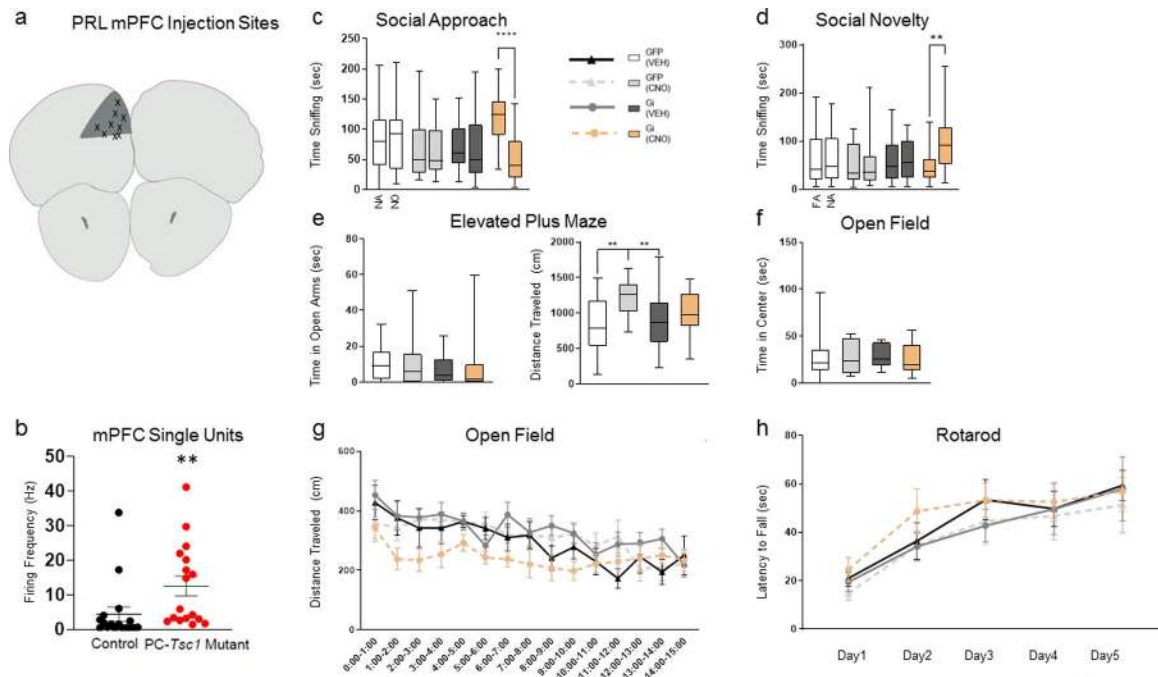 a
PRL mPFC Injection Sites
X
X X
X X X
X X
X X
b
mPFC Single Units
**
Firing Frequency (Hz)
50
40
30
20
10
0
Control
PC-Tsc1 Mutant
c
Social Approach
****
Time Sniffing (sec)
250
200
150
100
50
0
NA
NO
GFP
(VEH)
GFP
(CNO)
Gi
(VEH)
Gi
(CNO)
GFP
(VEH)
d
Social Novelty
**
Time Sniffing (sec)
300
200
100
0
FA
NA
e
Elevated Plus Maze
Time in Open Arms (sec)
80
60
40
20
0
Distance Traveled (cm)
2000
1500
1000
500
0
** **
f
Open Field
Time in Center (sec)
150
100
50
0
g
Open Field
Distance Traveled (cm)
600
400
200
0
0:00-1:00
1:00-2:00
2:00-3:00
3:00-4:00
4:00-5:00
5:00-6:00
6:00-7:00
7:00-8:00
8:00-9:00
9:00-10:00
10:00-11:00
11:00-12:00
12:00-13:00
13:00-14:00
14:00-15:00
h
Rotarod
Latency to Fall (sec)
80
60
40
20
0
Day1
Day2
Day3
Day4
Day5